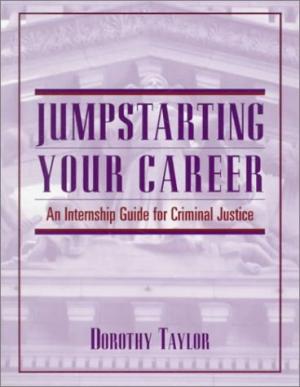 JUMPSTARTING
YOUR CAREER
An Internship Guide for Criminal Justice
DOROTHY TAYLOR